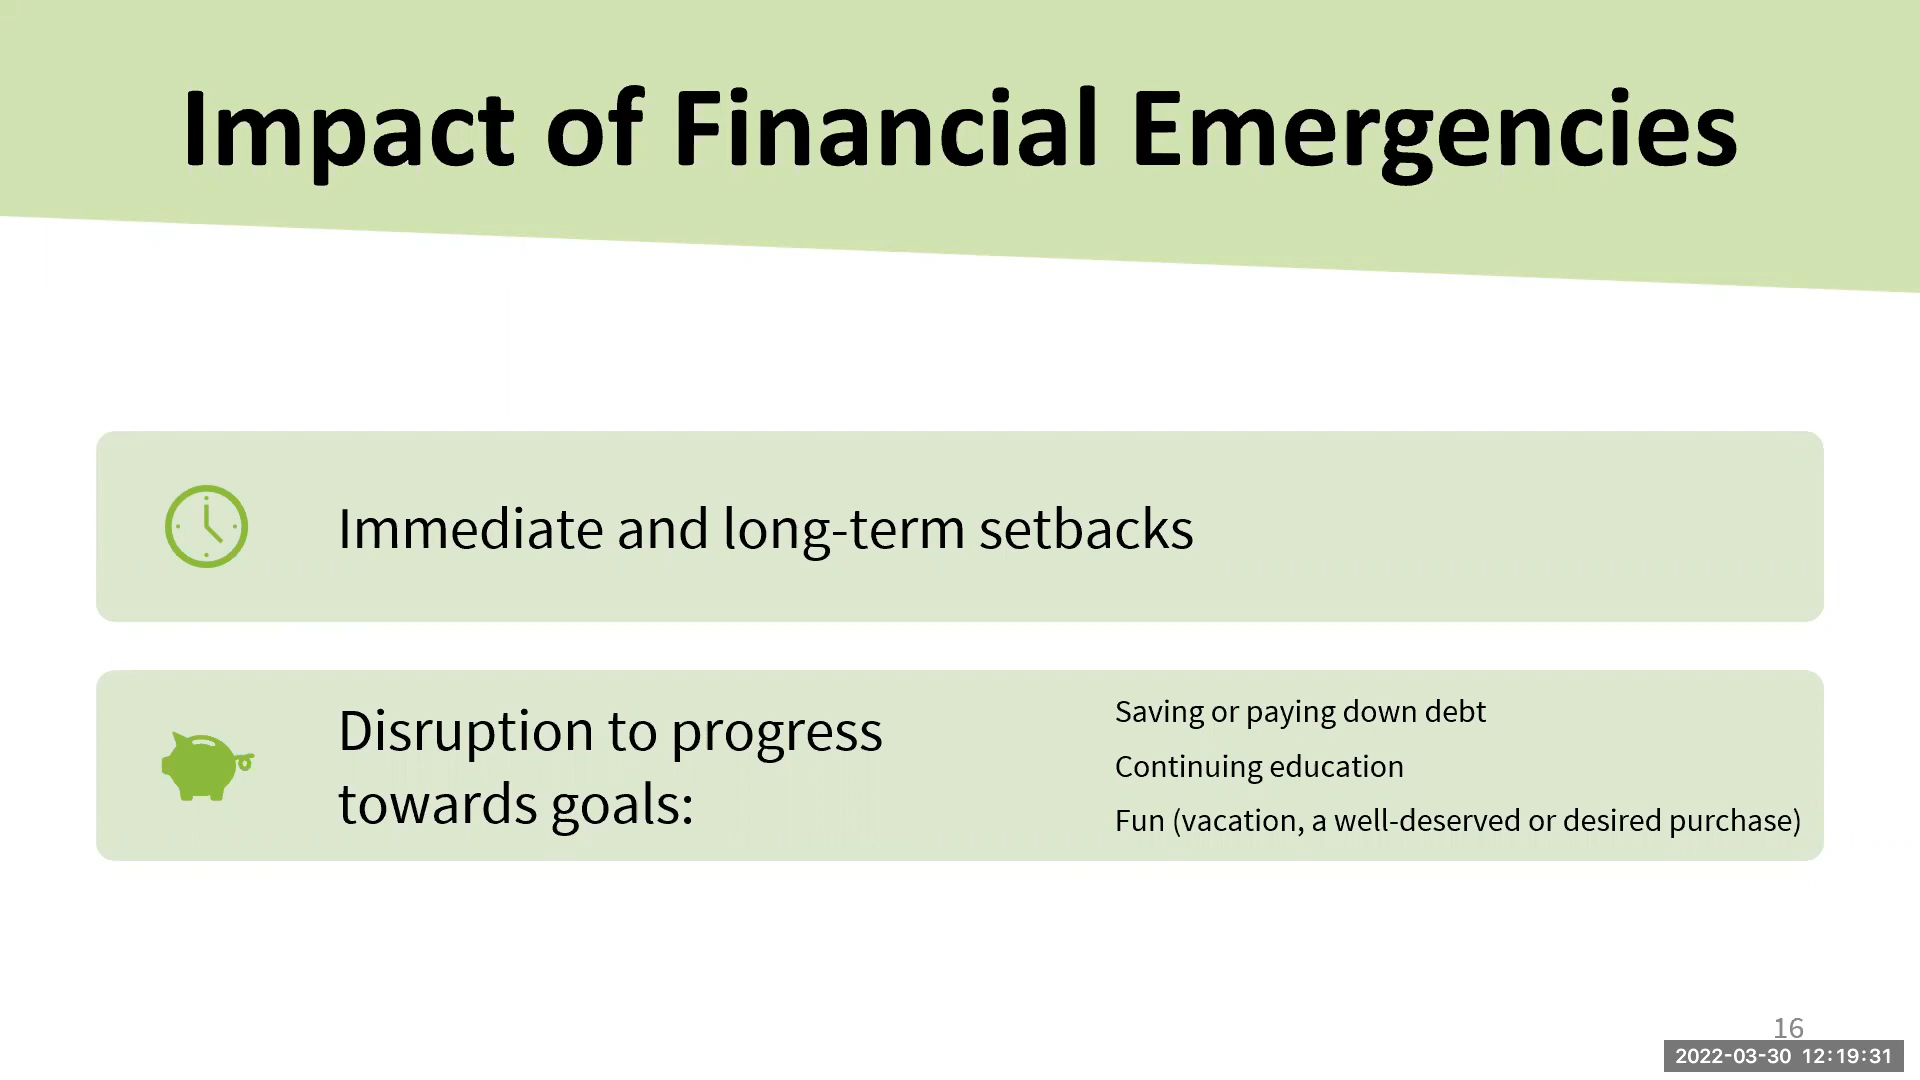 Impact of Financial Emergencies
Immediate and long-term setbacks
Disruption to progress
towards goals:
Saving or paying down debt
Continuing education
Fun (vacation, a well-deserved or desired purchase)
16
2022-03-30 12:19:31